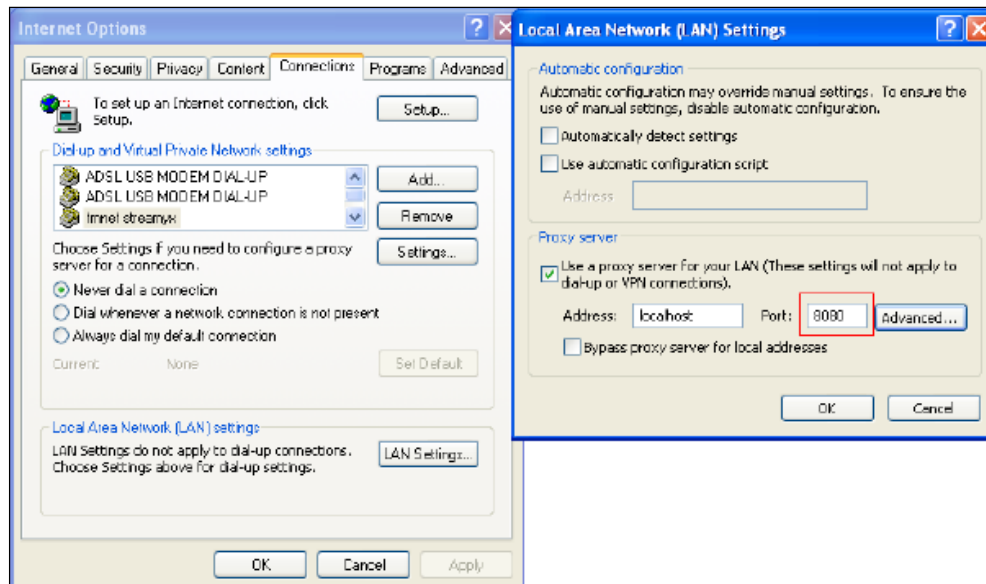 Internet Options
General Security Privacy Content Connections Programs Advanced
To set up an Internet connection, click
Setup.
Setup...
Dial-up and Virtual Private Network settings
ADSL USB MODEM DIAL-UP
ADSL USB MODEM DIAL-UP
tmnet streamyx
Add...
Remove
Choose Settings if you need to configure a proxy
server for a connection.
Settings...
Never dial a connection
Dial whenever a network connection is not present
Always dial my default connection
Current None
Set Default
Local Area Network (LAN) settings
LAN Settings do not apply to dial-up connections.
Choose Settings above for dial-up settings.
LAN Settings...
OK Cancel Apply
Local Area Network (LAN) Settings
Automatic configuration
Automatic configuration may override manual settings. To ensure the
use of manual settings, disable automatic configuration.
Automatically detect settings
Use automatic configuration script
Address
Proxy server
Use a proxy server for your LAN (These settings will not apply to
dial-up or VPN connections).
Address: localhost Port: 8080 Advanced...
Bypass proxy server for local addresses
OK Cancel